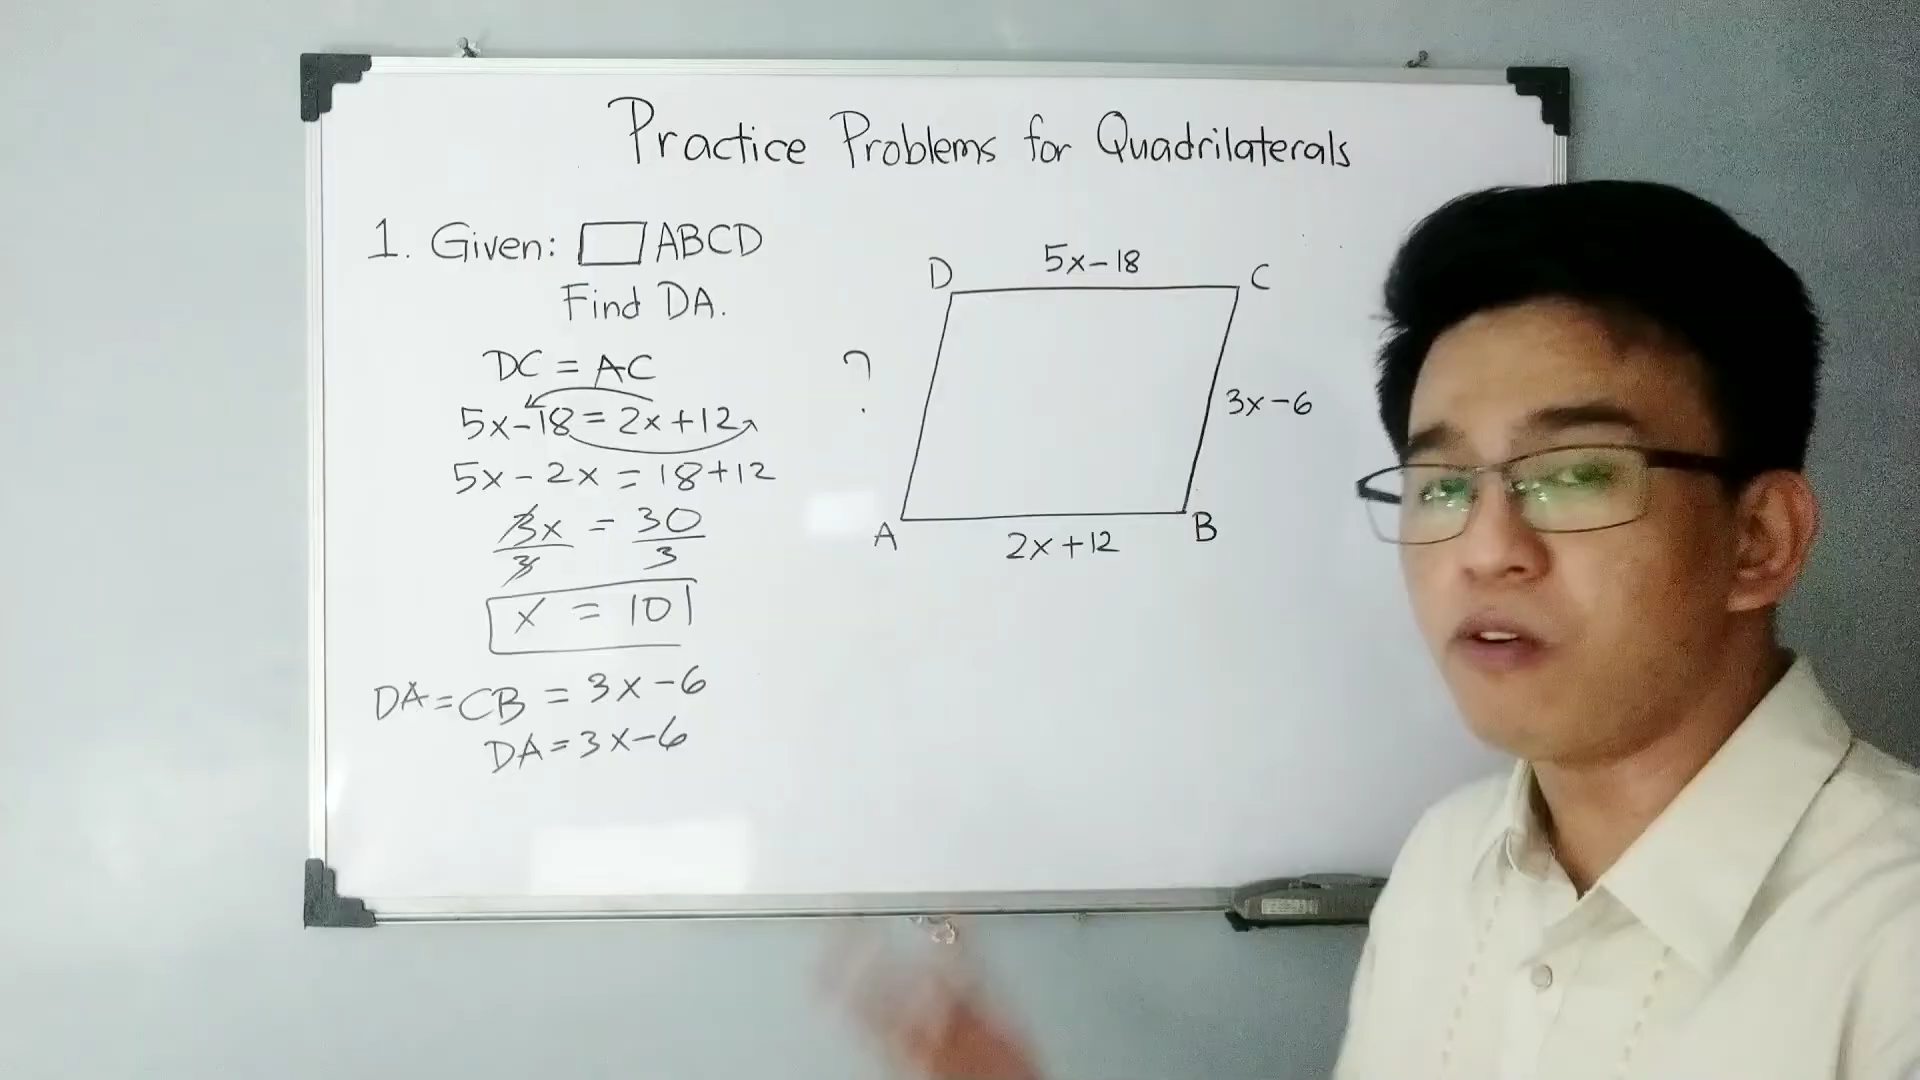 Practice Problems for Quadrilaterals
1. Given: ▱ABCD
Find DA.
DC = AC
5x-18 = 2x+12
5x - 2x = 18+12
3x = 30
3 3
x = 10
DA = CB = 3x - 6
DA = 3x - 6
D 5x-18 C
?
3x - 6
A 2x +12 B